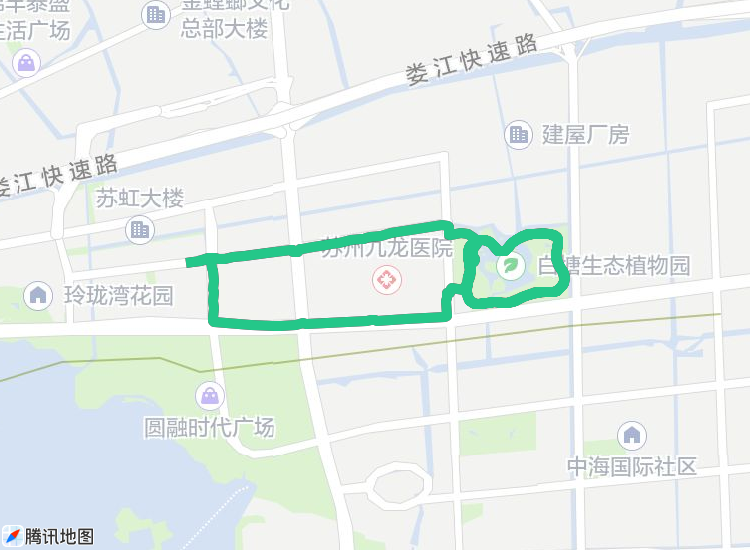 金螳螂文化
总部大楼
生活广场
娄江快速路
建屋厂房
娄江快速路
苏虹大楼
苏州九龙医院
白塘生态植物园
玲珑湾花园
圆融时代广场
中海国际社区
腾讯地图